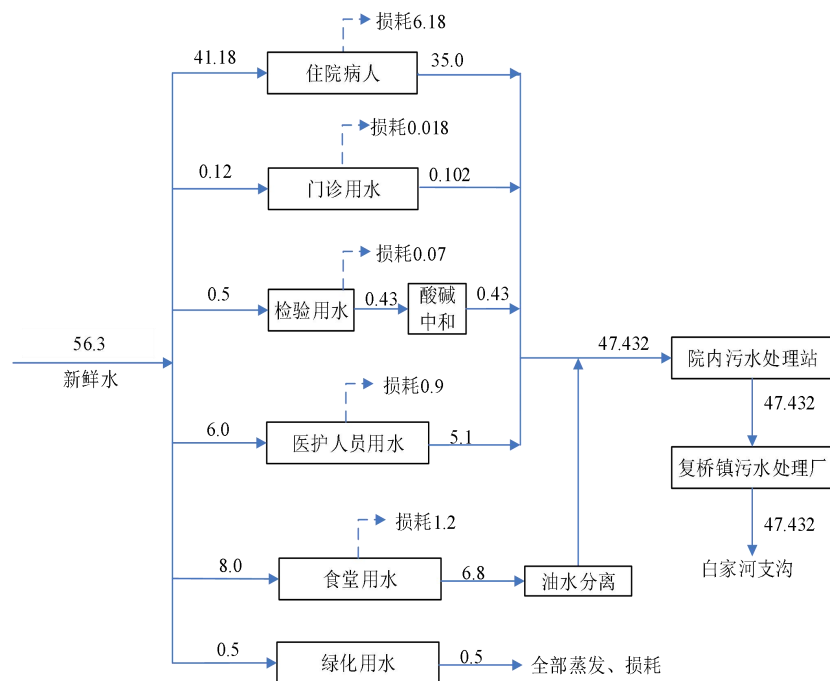 损耗6.18
41.18
住院病人
35.0
损耗0.018
0.12
门诊用水
0.102
损耗0.07
0.5
检验用水
0.43
酸碱
中和
0.43
56.3
新鲜水
47.432
院内污水处理站
47.432
损耗0.9
6.0
医护人员用水
5.1
复桥镇污水处理厂
47.432
白家河支沟
损耗1.2
8.0
食堂用水
6.8
油水分离
0.5
绿化用水
0.5
全部蒸发、损耗